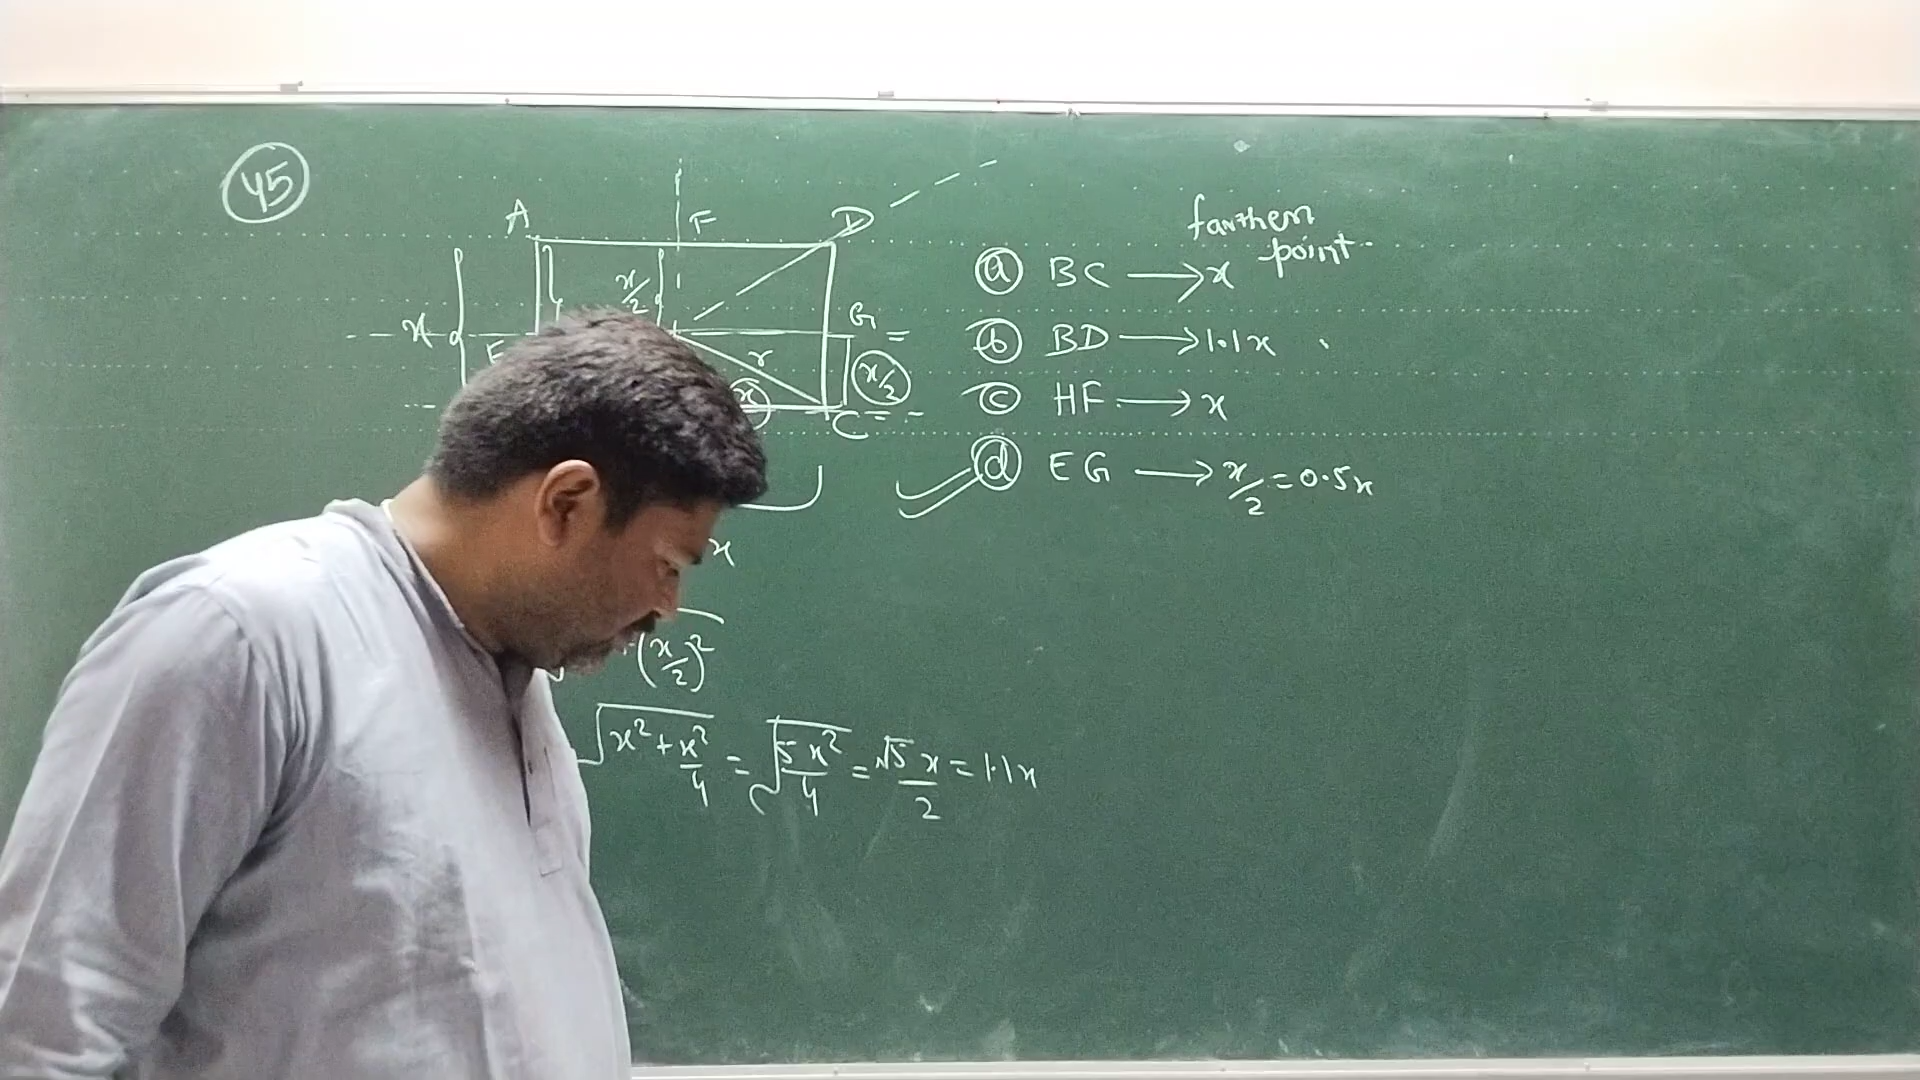 45
A F D
x x/2 G
E r x x/2
C
x
farthest point
(a) BC → x
(b) BD → 1.1x
(c) HF → x
(d) EG → x/2 = 0.5x
(x/2)²
√(x² + x²/4) = √(5x²/4) = √5x/2 = 1.1x